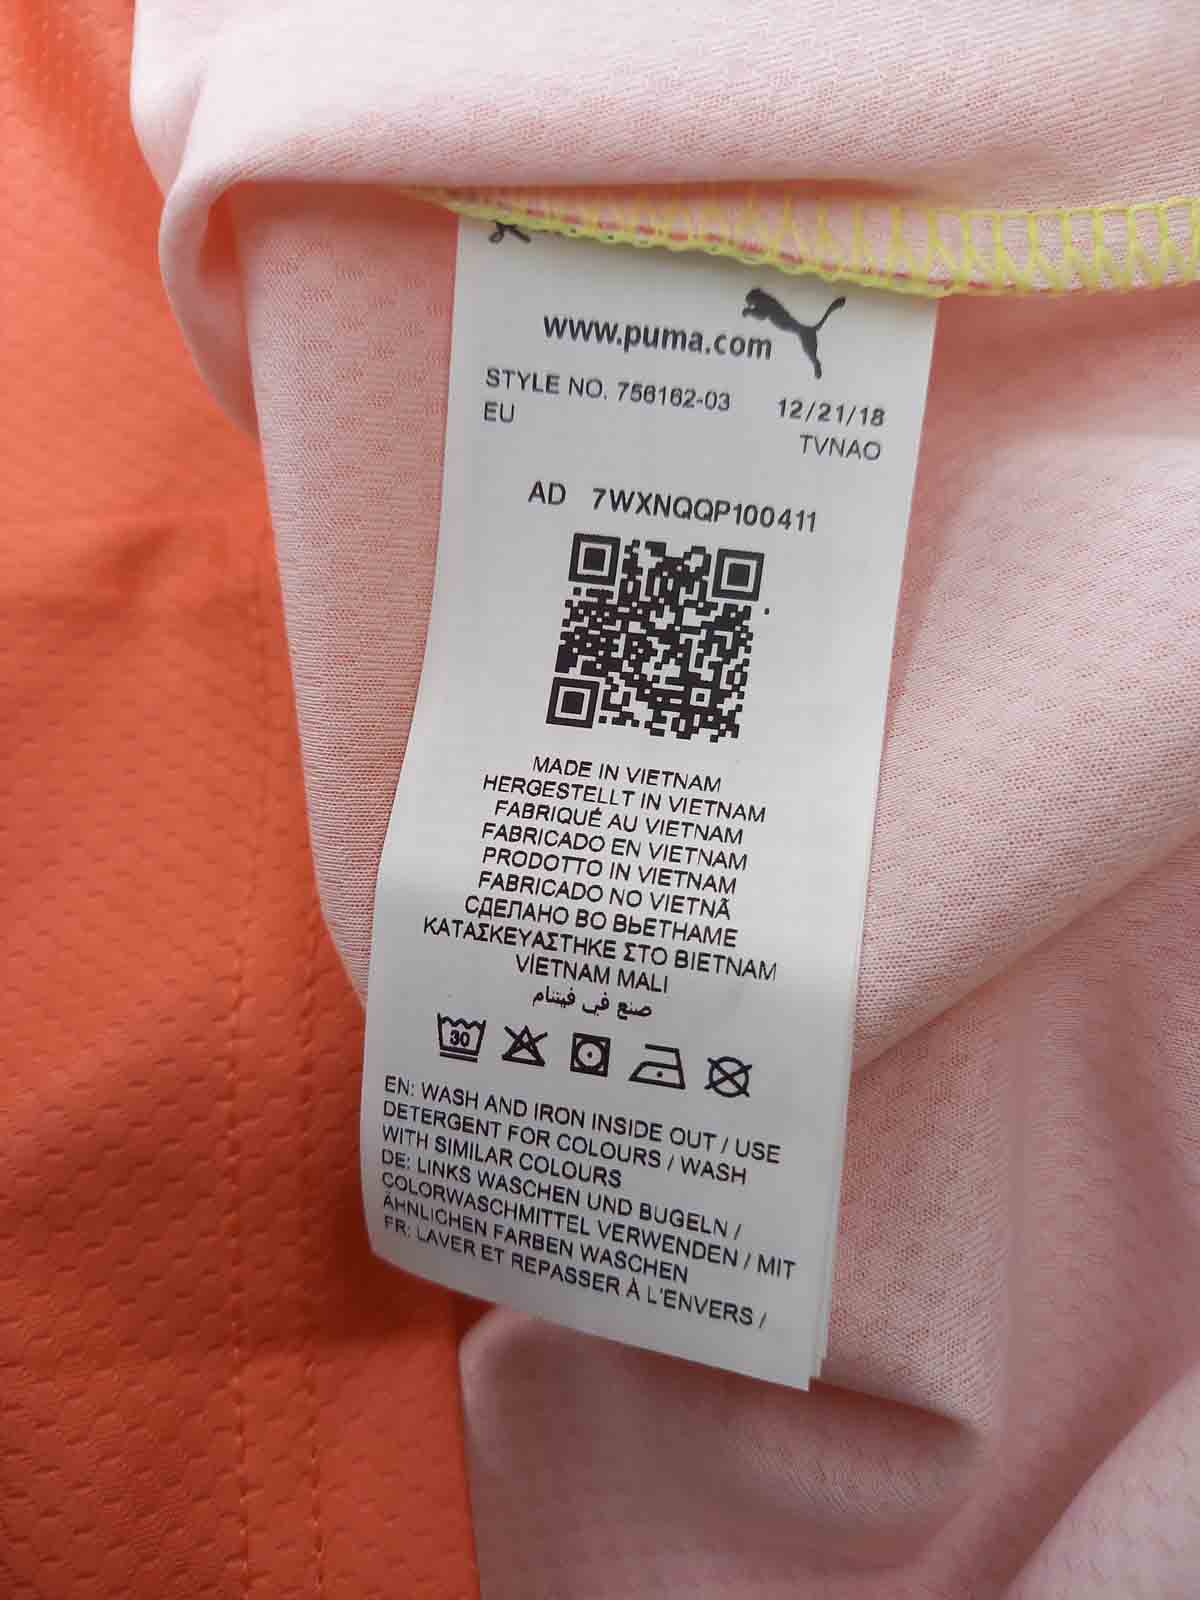 www.puma.com
STYLE NO. 756162-03 12/21/18
EU TVNAO
AD 7WXNQQP100411
MADE IN VIETNAM
HERGESTELLT IN VIETNAM
FABRIQUÉ AU VIETNAM
FABRICADO EN VIETNAM
PRODOTTO IN VIETNAM
FABRICADO NO VIETNÃ
СДЕЛАНО ВО ВЬЕТНАМЕ
ΚΑΤΑΣΚΕΥΑΣΤΗΚΕ ΣΤΟ ΒΙΕΤΝΑΜ
VIETNAM MALI
صنع في فيتنام
30
EN: WASH AND IRON INSIDE OUT / USE
DETERGENT FOR COLOURS / WASH
WITH SIMILAR COLOURS
DE: LINKS WASCHEN UND BUGELN /
COLORWASCHMITTEL VERWENDEN / MIT
ÄHNLICHEN FARBEN WASCHEN
FR: LAVER ET REPASSER À L'ENVERS /